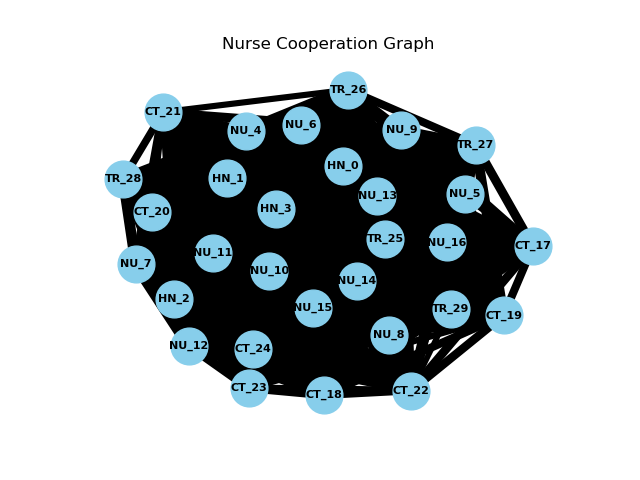 Nurse Cooperation Graph
TR_26
CT_21
NU_6
NU_4
NU_9
TR_27
HN_0
HN_1
TR_28
NU_5
NU_13
HN_3
CT_20
TR_25
NU_16
CT_17
NU_11
NU_7
NU_10
NU_14
HN_2
NU_15
TR_29
CT_19
NU_8
NU_12
CT_24
CT_23
CT_22
CT_18